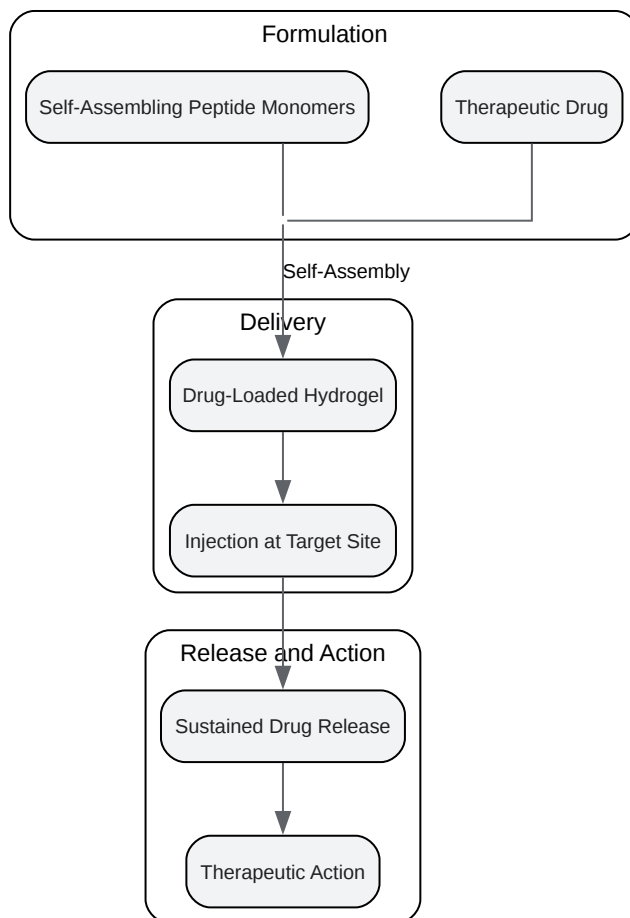 Formulation
Self-Assembling Peptide Monomers
Therapeutic Drug
Self-Assembly
Delivery
Drug-Loaded Hydrogel
Injection at Target Site
Release and Action
Sustained Drug Release
Therapeutic Action